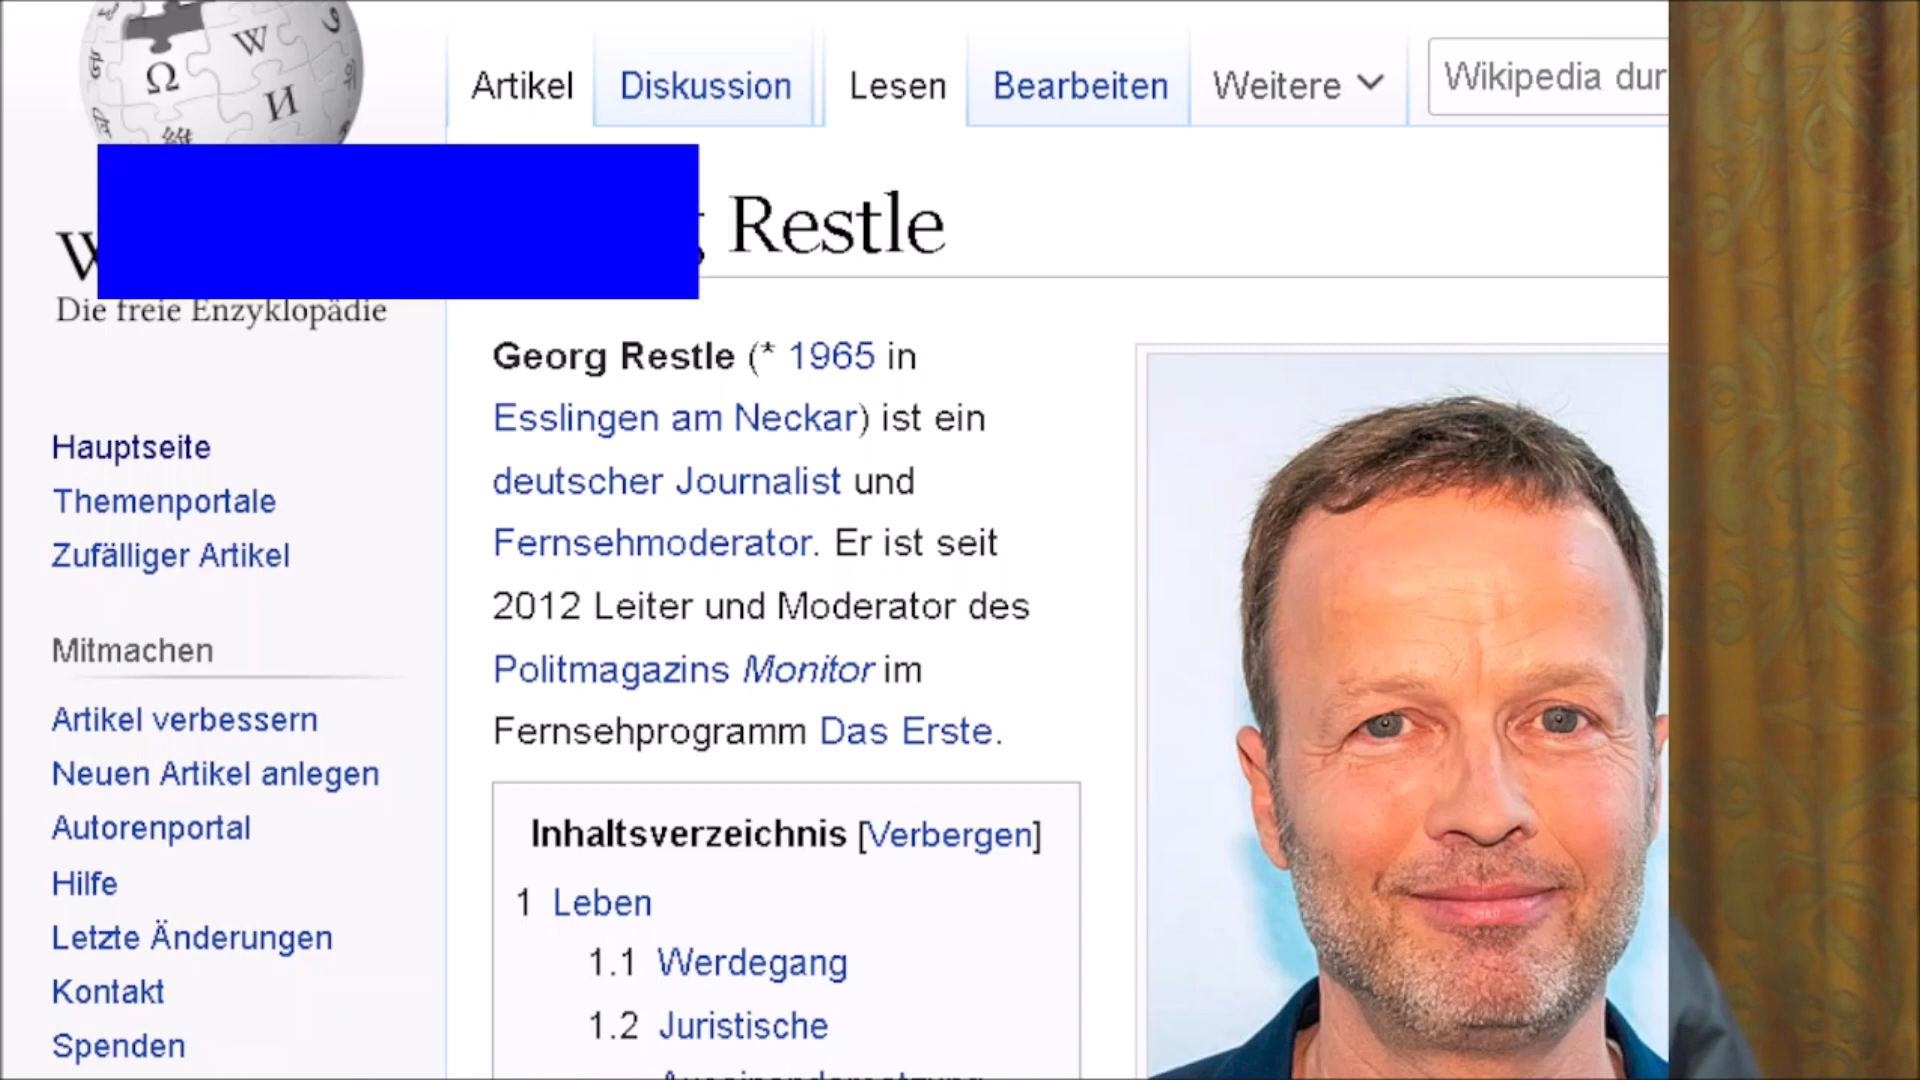 Artikel Diskussion Lesen Bearbeiten Weitere Wikipedia dur
Restle
Die freie Enzyklopädie
Georg Restle (* 1965 in
Esslingen am Neckar) ist ein
deutscher Journalist und
Fernsehmoderator. Er ist seit
2012 Leiter und Moderator des
Politmagazins Monitor im
Fernsehprogramm Das Erste.
Inhaltsverzeichnis [Verbergen]
1 Leben
1.1 Werdegang
1.2 Juristische
Hauptseite
Themenportale
Zufälliger Artikel
Mitmachen
Artikel verbessern
Neuen Artikel anlegen
Autorenportal
Hilfe
Letzte Änderungen
Kontakt
Spenden